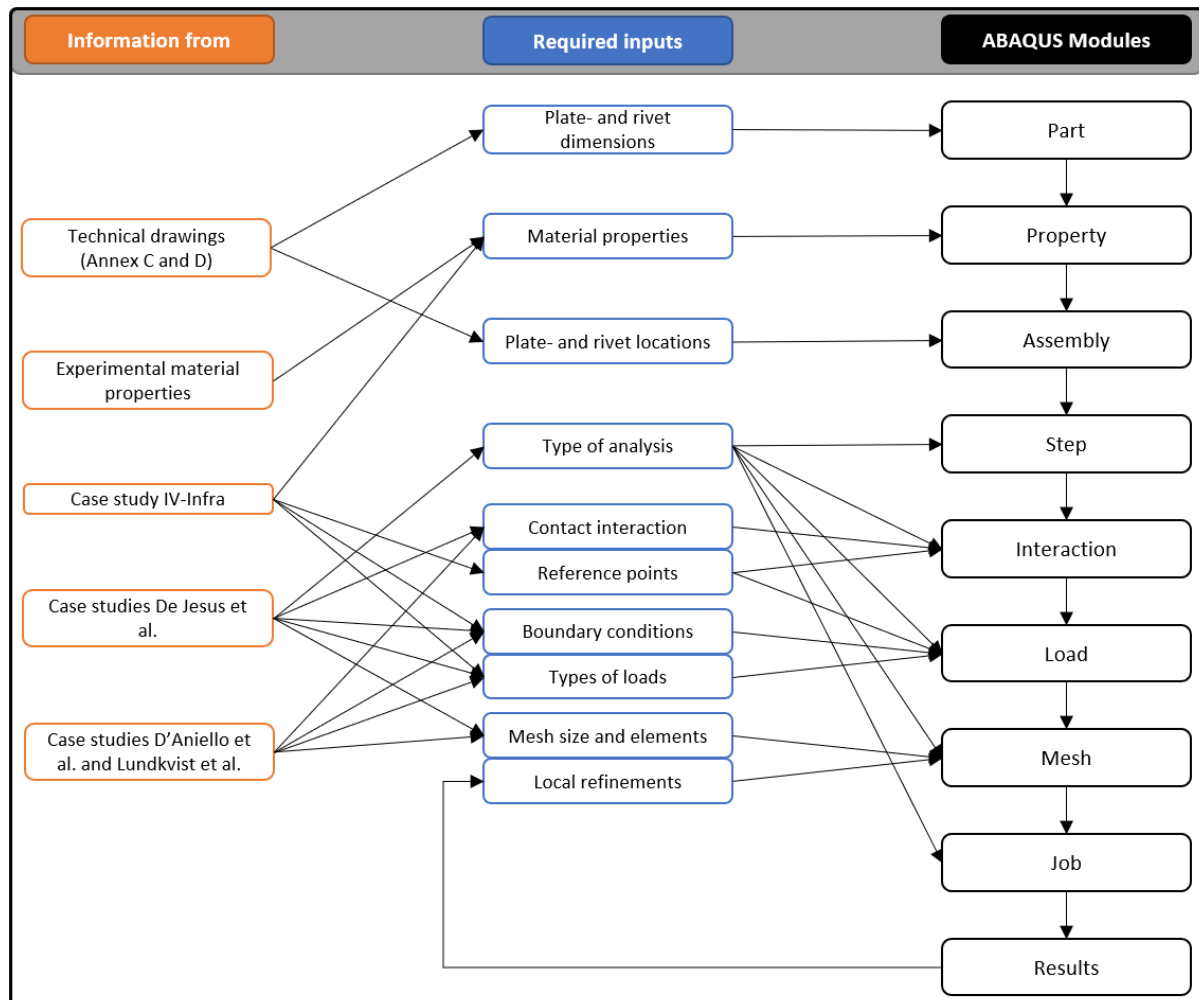 Information from
Required inputs
ABAQUS Modules
Technical drawings
(Annex C and D)
Experimental material
properties
Case study IV-Infra
Case studies De Jesus et
al.
Case studies D’Aniello et
al. and Lundkvist et al.
Plate- and rivet
dimensions
Material properties
Plate- and rivet locations
Type of analysis
Contact interaction
Reference points
Boundary conditions
Types of loads
Mesh size and elements
Local refinements
Part
Property
Assembly
Step
Interaction
Load
Mesh
Job
Results